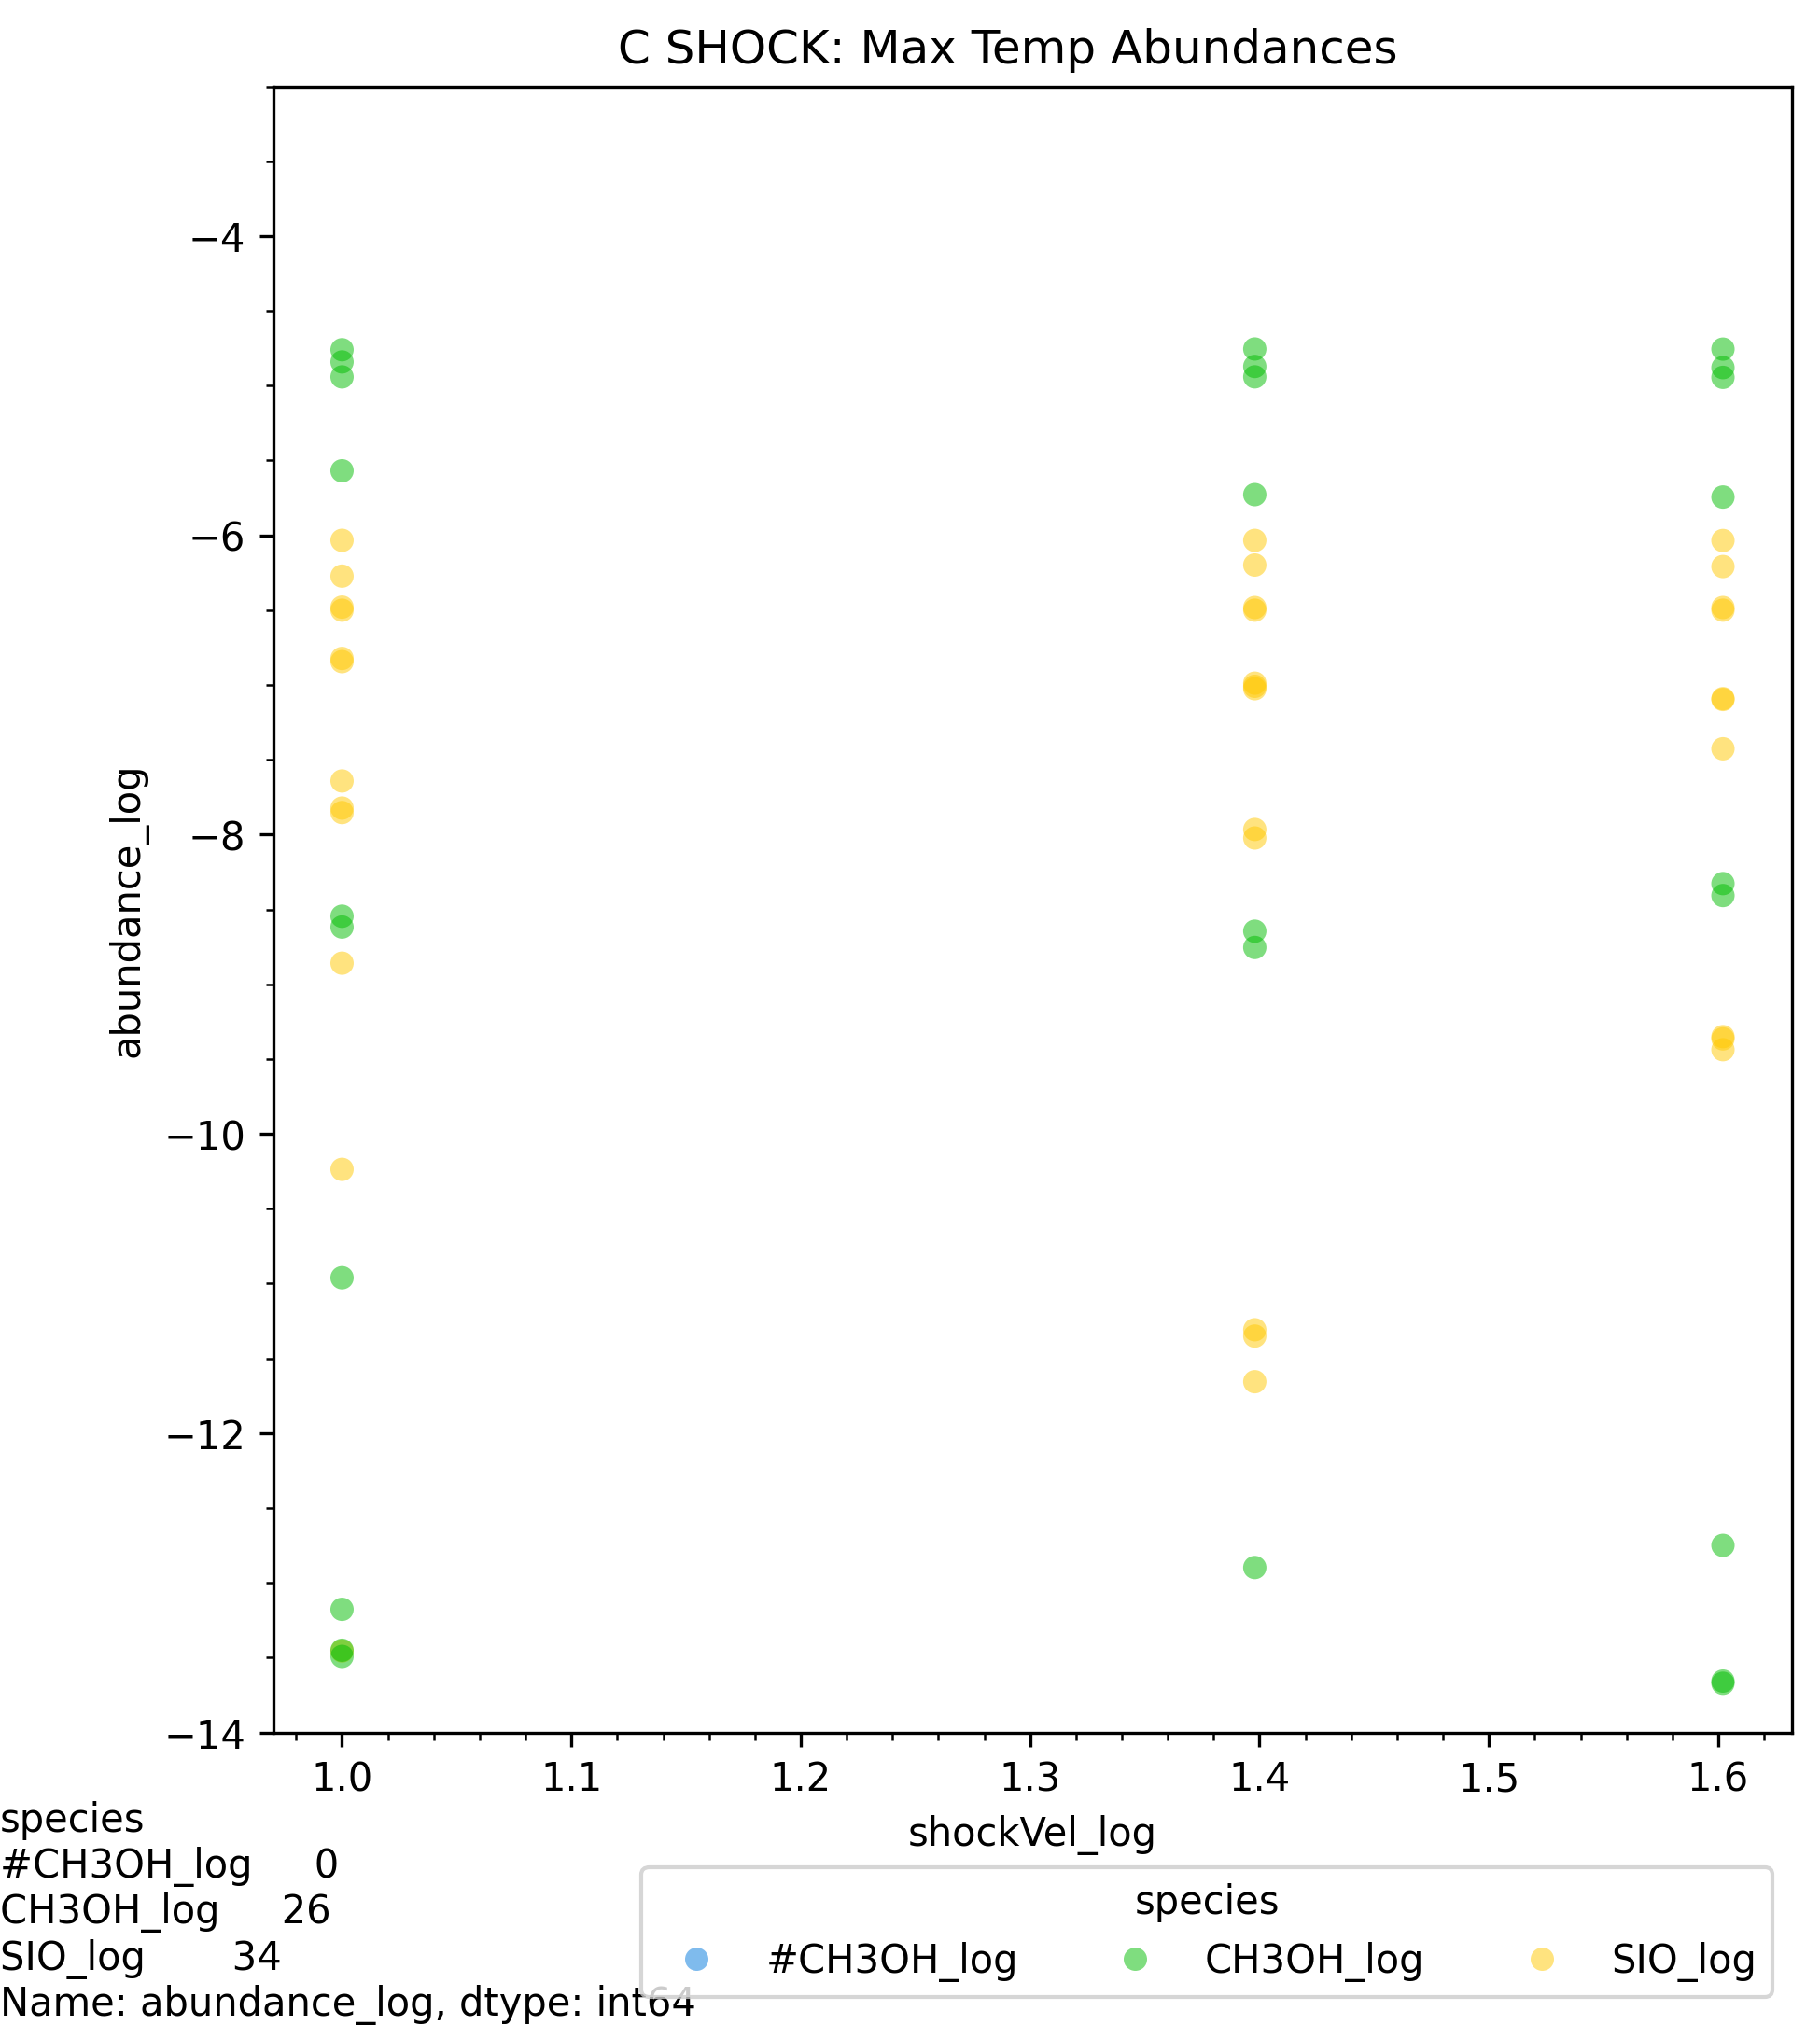 C SHOCK: Max Temp Abundances
−4
−6
−8
−10
−12
−14
abundance_log
1.0 1.1 1.2 1.3 1.4 1.5 1.6
shockVel_log
species
#CH3OH_log 0
CH3OH_log 26
SIO_log 34
Name: abundance_log, dtype: int64
species
#CH3OH_log CH3OH_log SIO_log